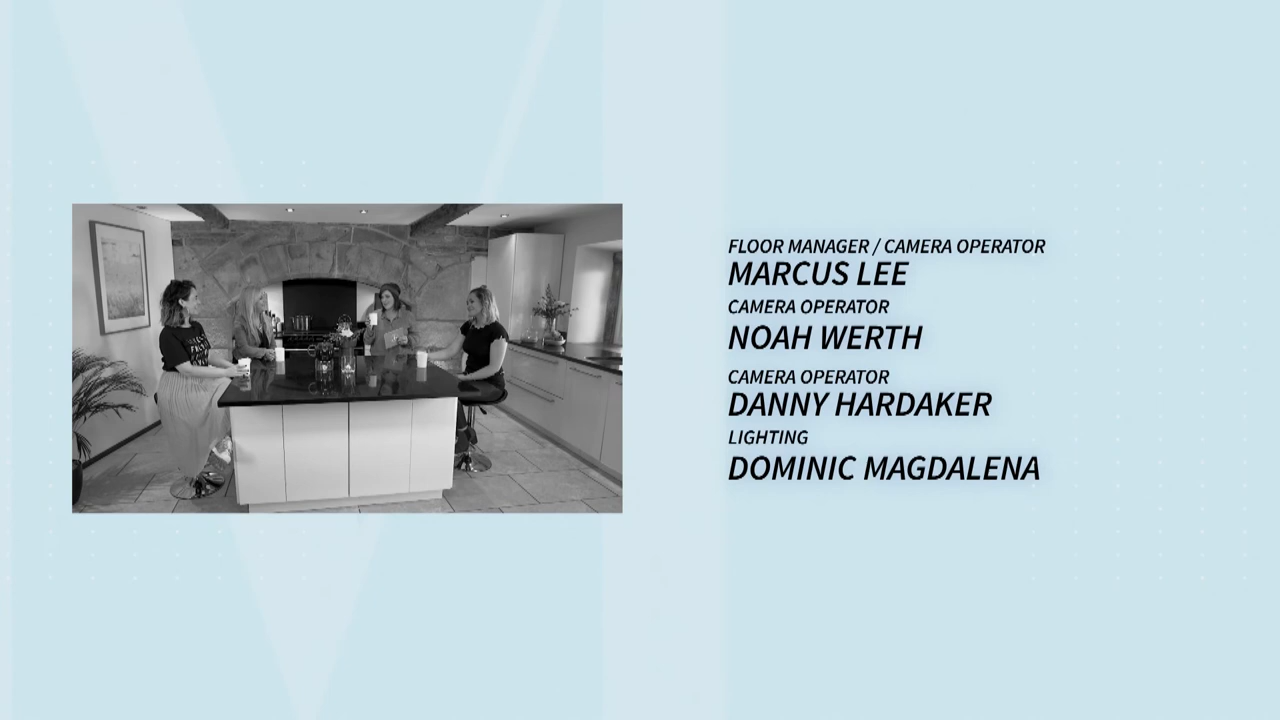 FLOOR MANAGER / CAMERA OPERATOR
MARCUS LEE
CAMERA OPERATOR
NOAH WERTH
CAMERA OPERATOR
DANNY HARDAKER
LIGHTING
DOMINIC MAGDALENA